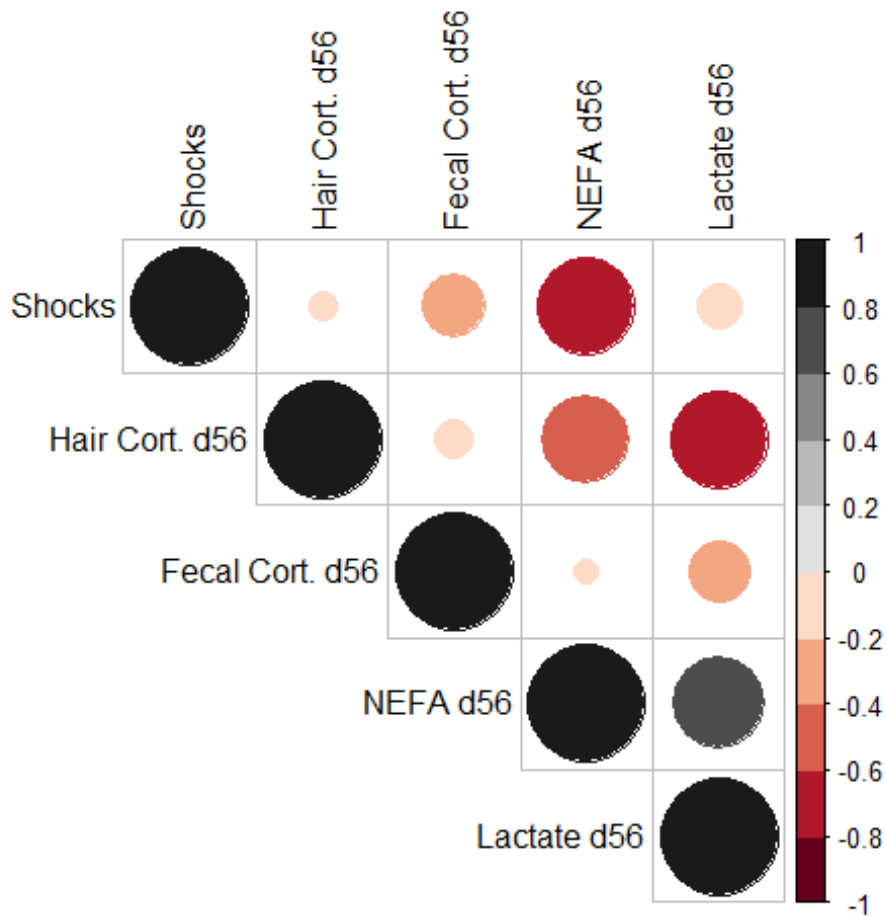 Shocks
Hair Cort. d56
Fecal Cort. d56
NEFA d56
Lactate d56
Shocks
Hair Cort. d56
Fecal Cort. d56
NEFA d56
Lactate d56
1
0.8
0.6
0.4
0.2
0
-0.2
-0.4
-0.6
-0.8
-1